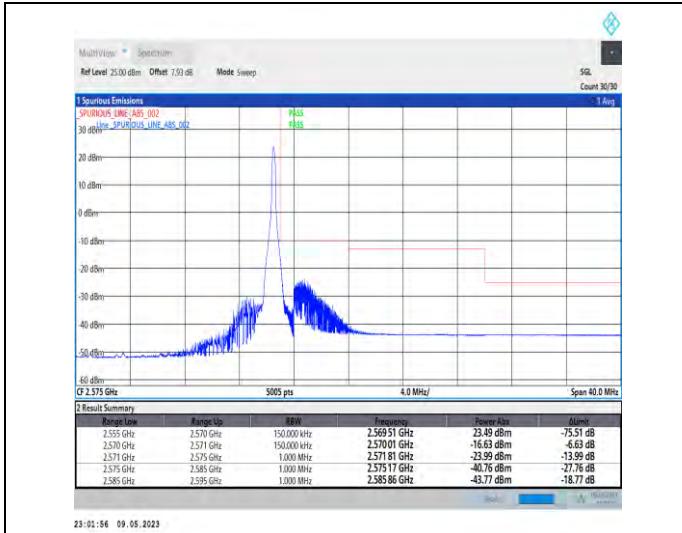 MultiView Spectrum
Ref Level 25.00 dBm Offset 7.93 dB Mode Sweep SGL
Count 30/30
1 Spurious Emissions 1 Avg
_SPURIOUS_LINE_ABS_002 PASS
30 dBm Line _SPURIOUS_LINE_ABS_002 PASS
20 dBm
10 dBm
0 dBm
-10 dBm
-20 dBm
-30 dBm
-40 dBm
-50 dBm
-60 dBm
CF 2.575 GHz 5005 pts 4.0 MHz/ Span 40.0 MHz
2 Result Summary
Range Low Range Up RBW Frequency Power Abs ΔLimit
2.555 GHz 2.570 GHz 150.000 kHz 2.569 51 GHz 23.49 dBm -75.51 dB
2.570 GHz 2.571 GHz 150.000 kHz 2.570 01 GHz -16.63 dBm -6.63 dB
2.571 GHz 2.575 GHz 1.000 MHz 2.571 81 GHz -23.99 dBm -13.99 dB
2.575 GHz 2.585 GHz 1.000 MHz 2.575 17 GHz -40.76 dBm -27.76 dB
2.585 GHz 2.595 GHz 1.000 MHz 2.585 86 GHz -43.77 dBm -18.77 dB
23:01:56 09.05.2023